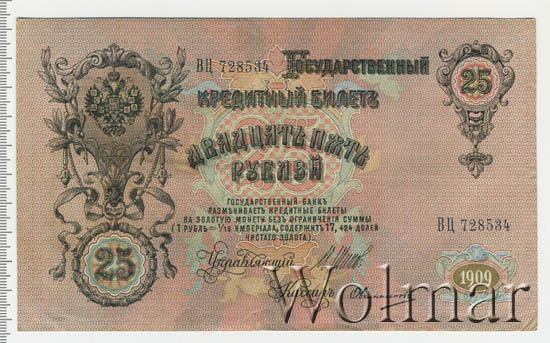 ВЦ 728534 ГОСУДАРСТВЕННЫЙ
25
КРЕДИТНЫЙ БИЛЕТЪ
ДВАДЦАТЬ ПЯТЬ
РУБЛЕЙ
ГОСУДАРСТВЕННЫЙ БАНКЪ
РАЗМѢНИВАЕТЪ КРЕДИТНЫЕ БИЛЕТЫ
НА ЗОЛОТУЮ МОНЕТУ БЕЗЪ ОГРАНИЧЕНІЯ СУММЫ
(1 РУБЛЬ = 1/15 ИМПЕРІАЛА, СОДЕРЖИТЪ 17,424 ДОЛЕЙ
ЧИСТАГО ЗОЛОТА)
ВЦ 728534
25
Управляющій
Кассиръ
1909
Wolmar